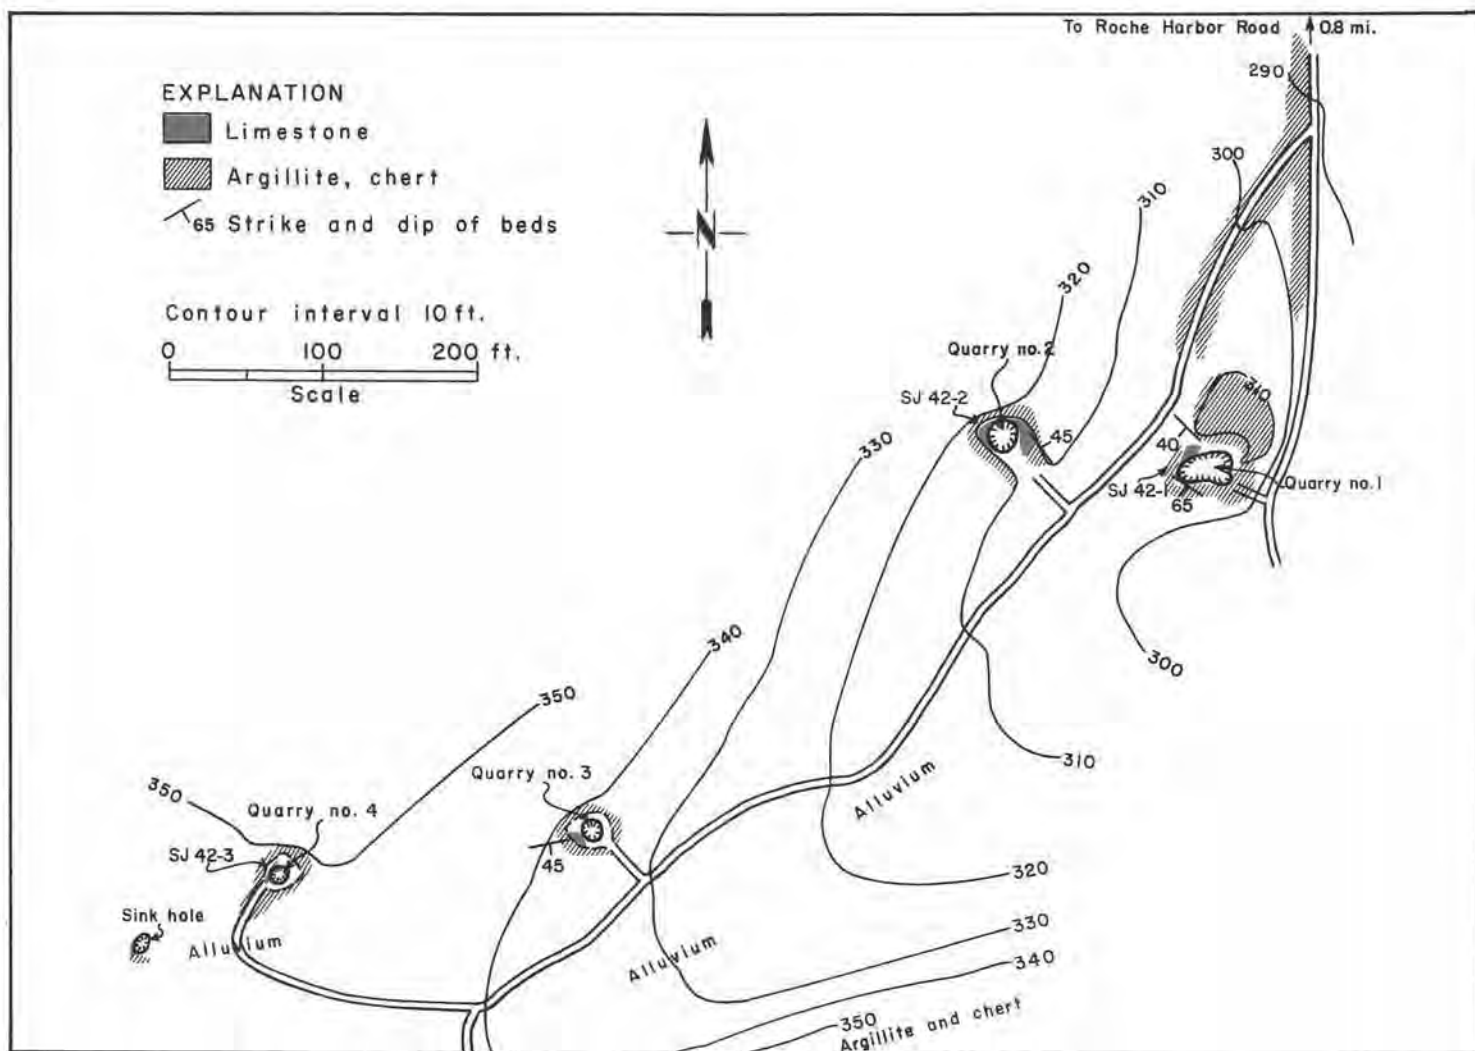 To Roche Harbor Road 0.8 mi.
290
EXPLANATION
Limestone
Argillite, chert
65 Strike and dip of beds
Contour interval 10 ft.
0 100 200 ft.
Scale
N
300
310
320
Quarry no. 2
SJ 42-2
45
330
310
40
SJ 42-1
65
Quarry no. 1
300
340
350
310
Quarry no. 3
45
Alluvium
350
Quarry no. 4
SJ 42-3
320
Sink hole
Alluvium
Alluvium
330
340
350
Argillite and chert